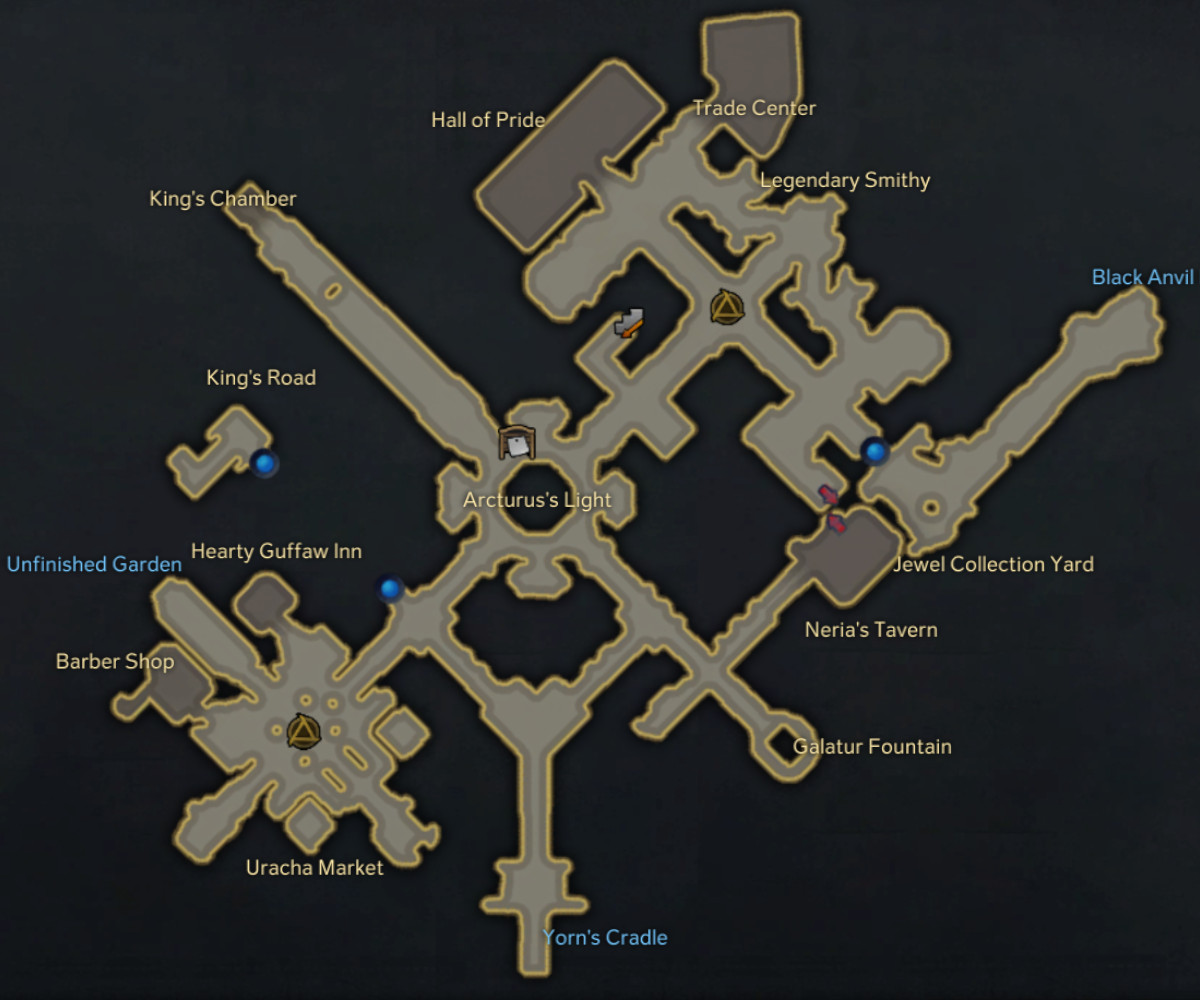 Trade Center
Hall of Pride
Legendary Smithy
King's Chamber
Black Anvil
King's Road
Arcturus's Light
Hearty Guffaw Inn
Unfinished Garden
Jewel Collection Yard
Neria's Tavern
Barber Shop
Galatur Fountain
Uracha Market
Yorn's Cradle